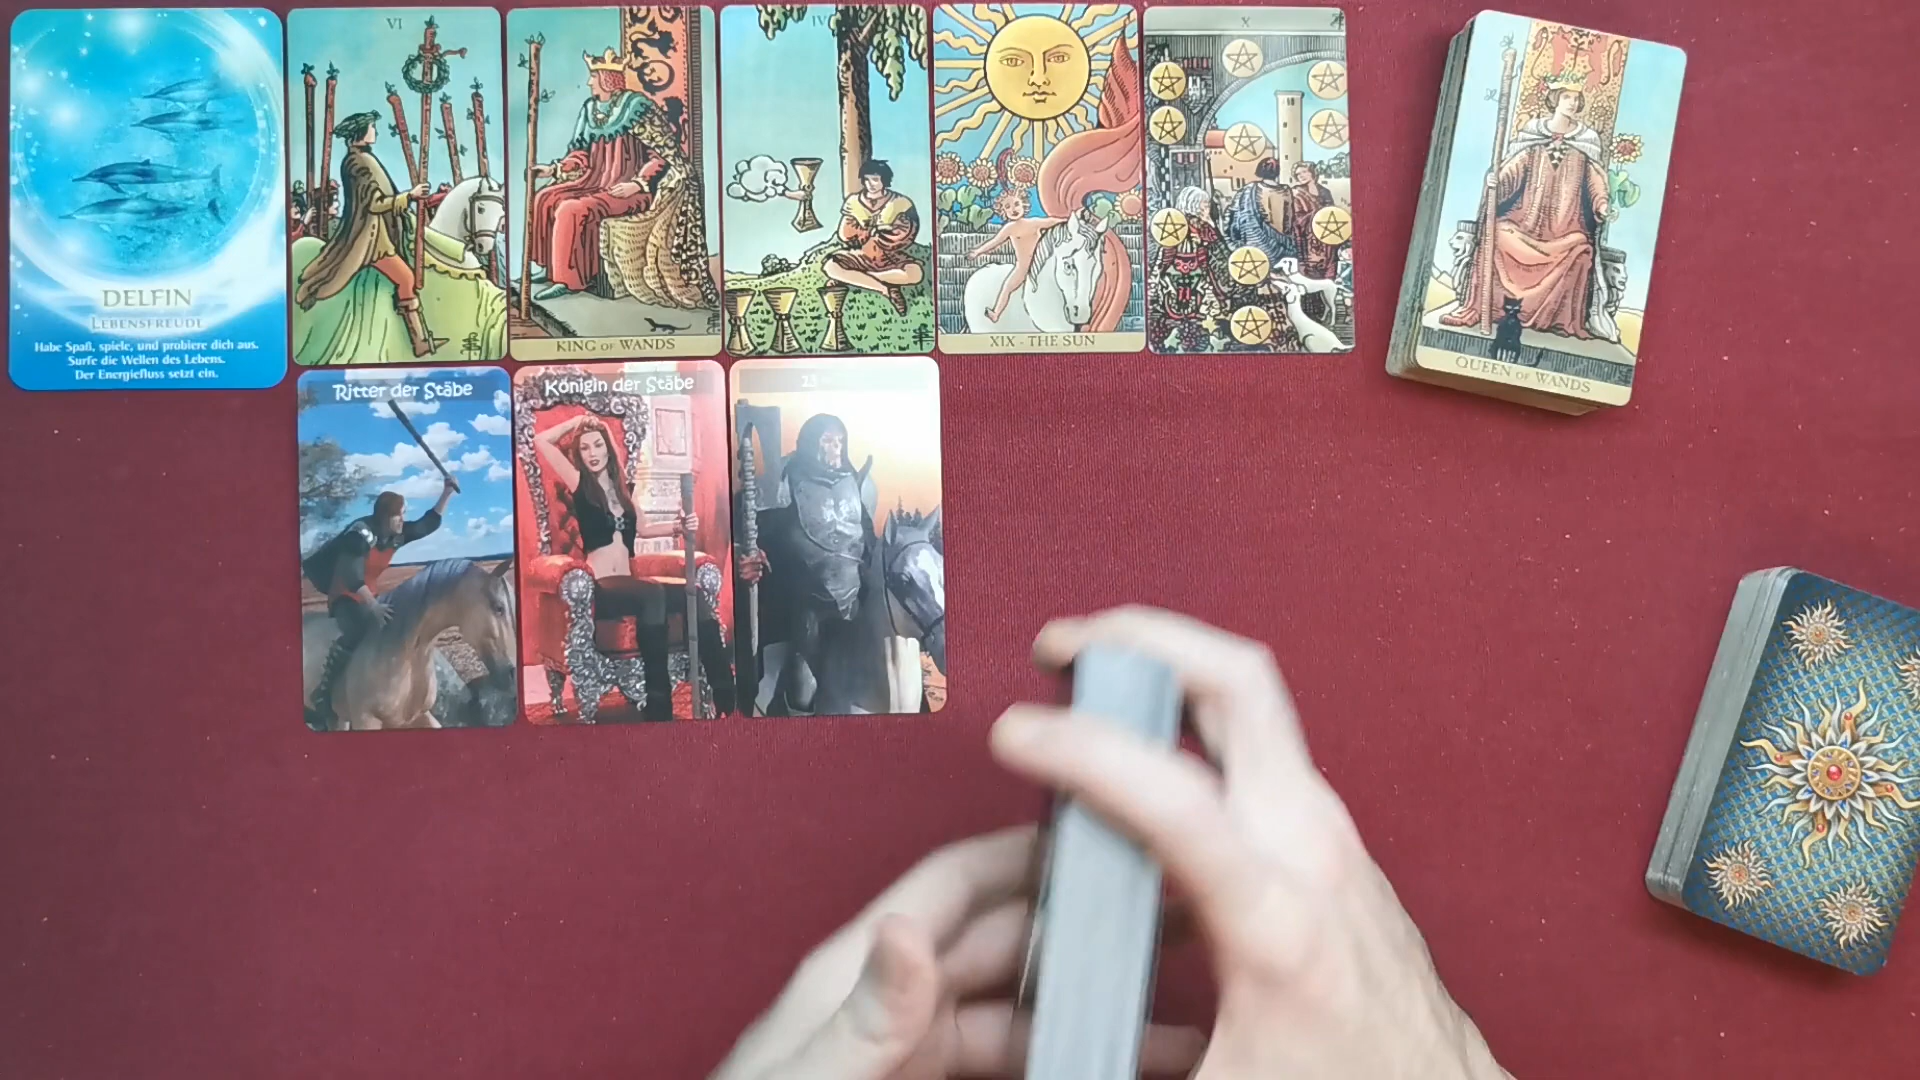 DELFIN
LEBENSFREUDE
Habe Spaß, spiele, und probiere dich aus.
Surfe die Wellen des Lebens.
Der Energiefluss setzt ein.
VI
KING OF WANDS
IV
XIX - THE SUN
X
QUEEN OF WANDS
Ritter der Stäbe
Königin der Stäbe